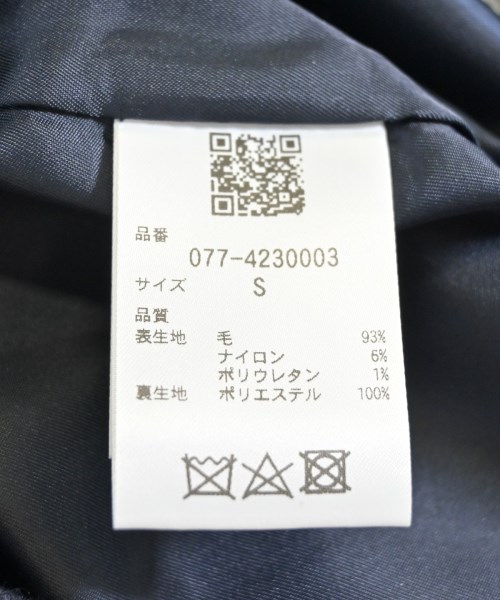 品番
077-4230003
サイズ S
品質
表生地 毛 93%
ナイロン 6%
ポリウレタン 1%
裏生地 ポリエステル 100%